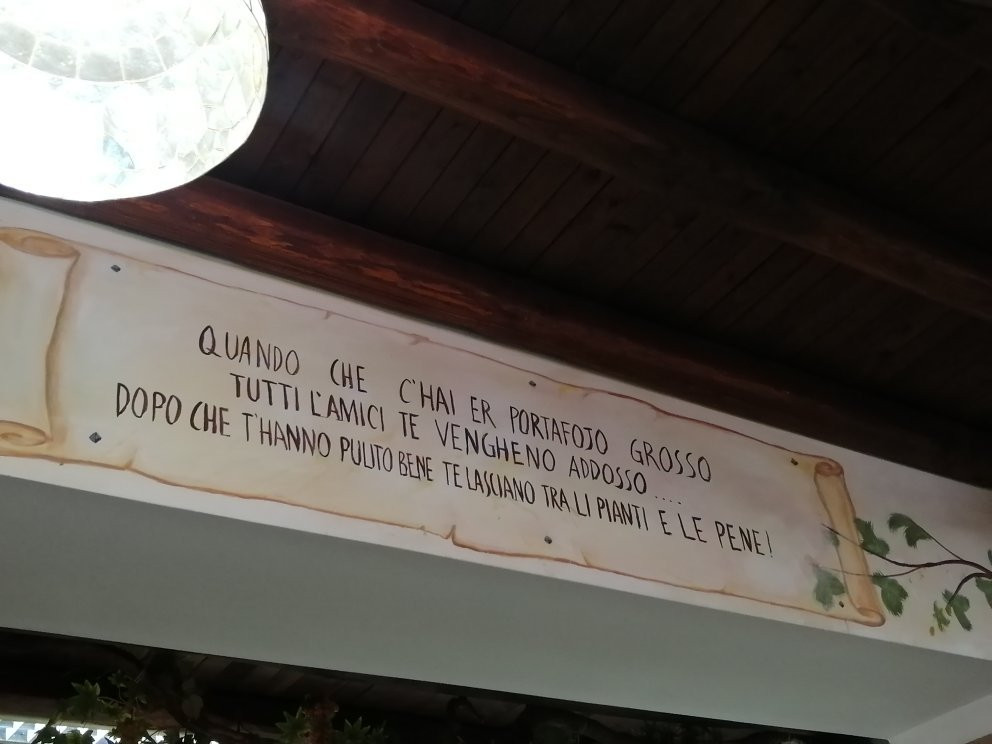 QUANDO CHE C'HAI ER PORTAFOJO GROSSO
TUTTI L'AMICI TE VENGHENO ADDOSSO....
DOPO CHE T'HANNO PULITO BENE TE LASCIANO TRA LI PIANTI E LE PENE!